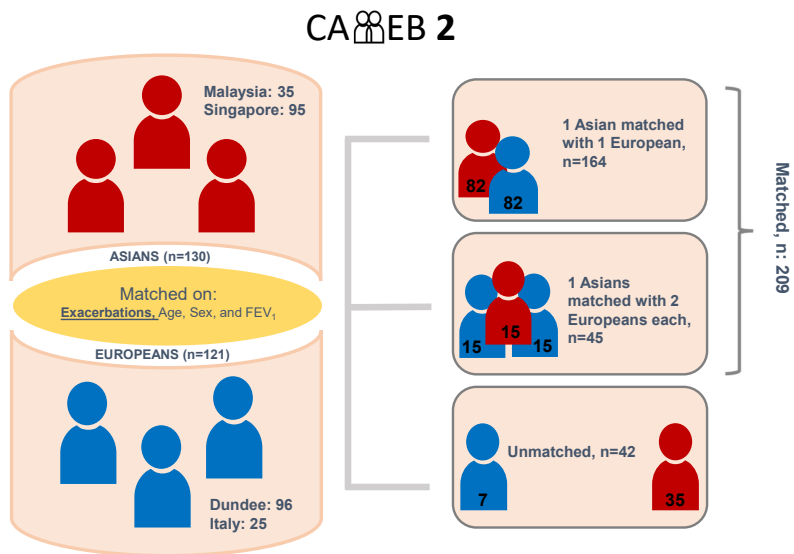 CA EB 2
Malaysia: 35
Singapore: 95
ASIANS (n=130)
Matched on:
Exacerbations, Age, Sex, and FEV₁
EUROPEANS (n=121)
Dundee: 96
Italy: 25
1 Asian matched
with 1 European,
n=164
82
82
1 Asians
matched with 2
Europeans each,
n=45
15
15
15
Unmatched, n=42
7
35
Matched, n: 209